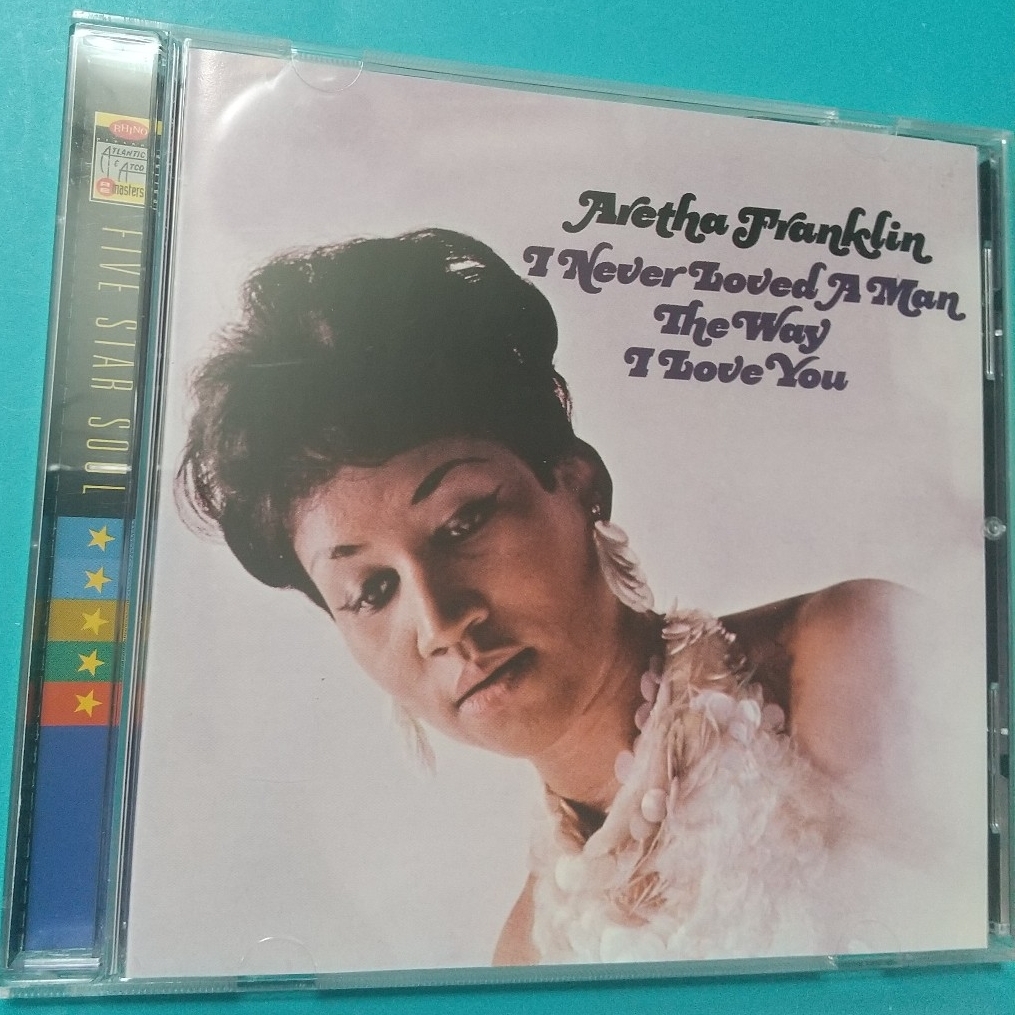 RHINO
ATLANTIC
& ATCO
masters
FIVE STAR SOUL
Aretha Franklin
I Never Loved A Man
The Way
I Love You